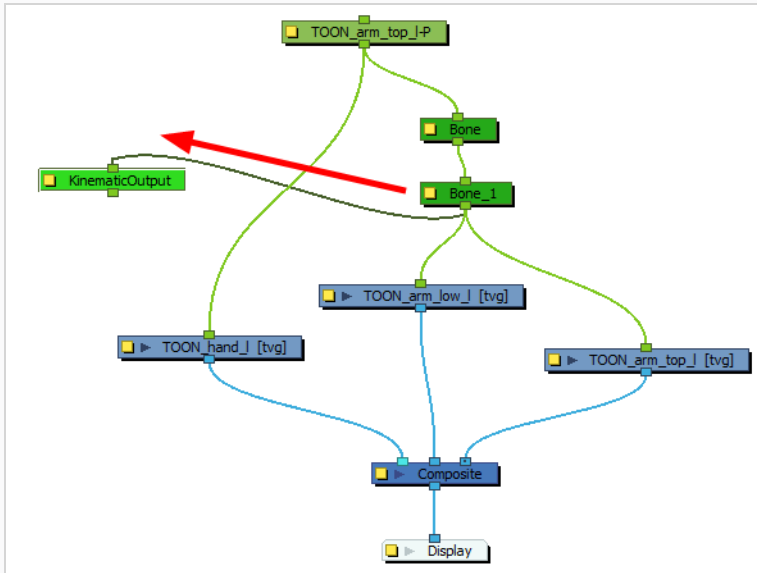 TOON_arm_top_l-P
Bone
KinematicOutput
Bone_1
TOON_arm_low_l [tvg]
TOON_hand_l [tvg]
TOON_arm_top_l [tvg]
Composite
Display